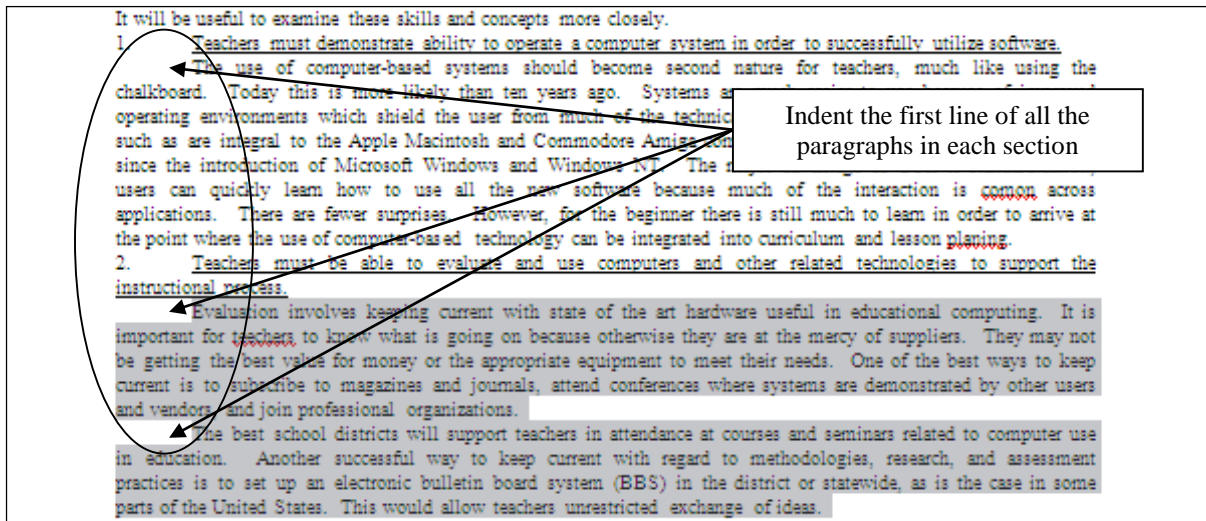 It will be useful to examine these skills and concepts more closely.
1. Teachers must demonstrate ability to operate a computer system in order to successfully utilize software.
The use of computer-based systems should become second nature for teachers, much like using the
chalkboard. Today this is more likely than ten years ago. Systems
operating environments which shield the user from much of the
such as are integral to the Apple Macintosh and Commodore Amiga
since the introduction of Microsoft Windows and Windows NT. The
users can quickly learn how to use all the new software because much of the interaction is comon across
applications. There are fewer surprises. However, for the beginner there is still much to learn in order to arrive at
the point where the use of computer-based technology can be integrated into curriculum and lesson planing.
2. Teachers must be able to evaluate and use computers and other related technologies to support the
instructional process.
Evaluation involves keeping current with state of the art hardware useful in educational computing. It is
important for teachers to know what is going on because otherwise they are at the mercy of suppliers. They may not
be getting the best value for money or the appropriate equipment to meet their needs. One of the best ways to keep
current is to subscribe to magazines and journals, attend conferences where systems are demonstrated by other users
and vendors, and join professional organizations.
The best school districts will support teachers in attendance at courses and seminars related to computer use
in education. Another successful way to keep current with regard to methodologies, research, and assessment
practices is to set up an electronic bulletin board system (BBS) in the district or statewide, as is the case in some
parts of the United States. This would allow teachers unrestricted exchange of ideas.
Indent the first line of all the
paragraphs in each section